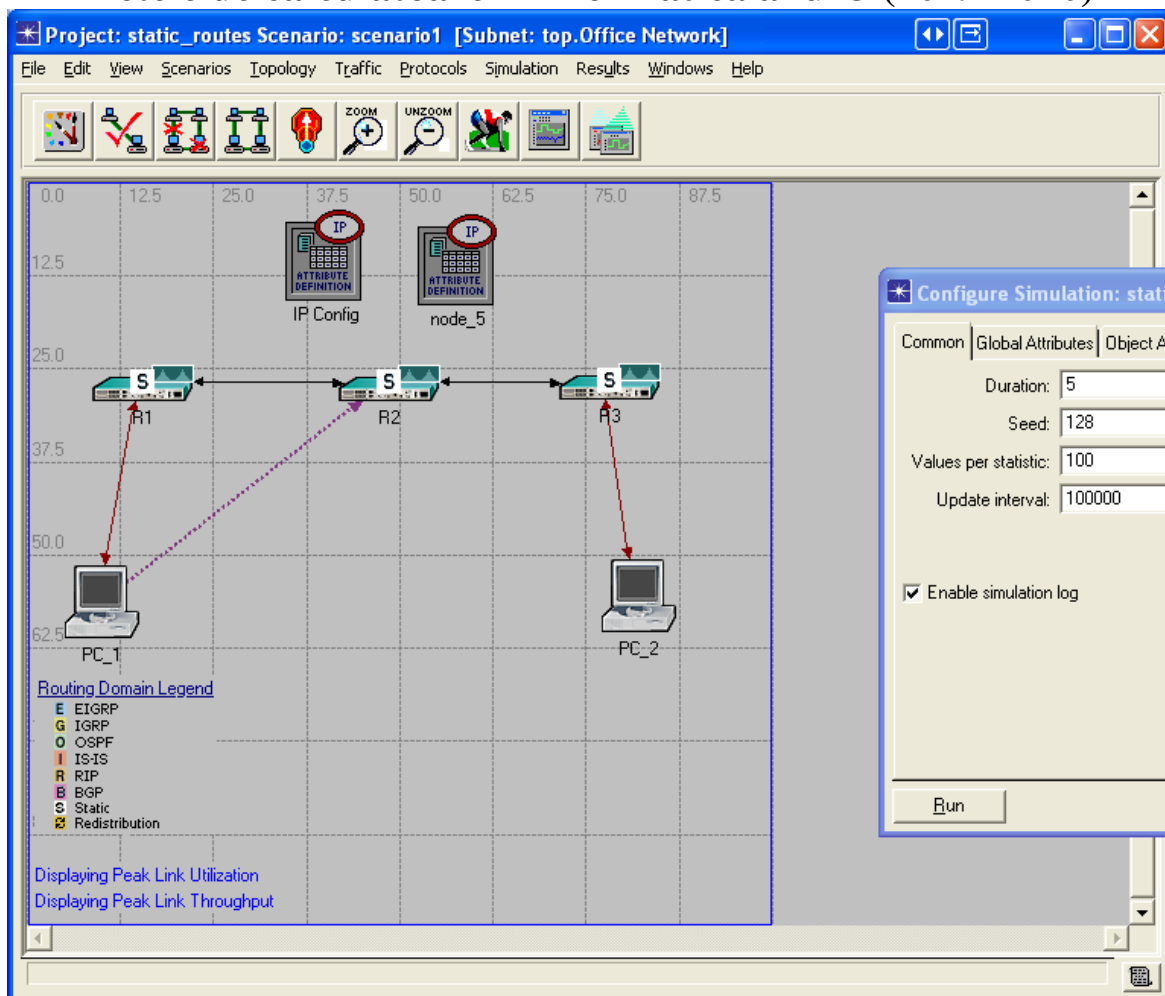 Project: static_routes Scenario: scenario1 [Subnet: top.Office Network]
File Edit View Scenarios Topology Traffic Protocols Simulation Results Windows Help
ZOOM UNZOOM
0.0 12.5 25.0 37.5 50.0 62.5 75.0 87.5
IP IP
12.5
ATTRIBUTE DEFINITION
ATTRIBUTE DEFINITION
IP Config node_5
25.0
S S S
R1 R2 R3
37.5
50.0
62.5
PC_1 PC_2
Routing Domain Legend
E EIGRP
G IGRP
O OSPF
I IS-IS
R RIP
B BGP
S Static
Redistribution
Displaying Peak Link Utilization
Displaying Peak Link Throughput
Configure Simulation: stati
Common Global Attributes Object A
Duration: 5
Seed: 128
Values per statistic: 100
Update interval: 100000
Enable simulation log
Run